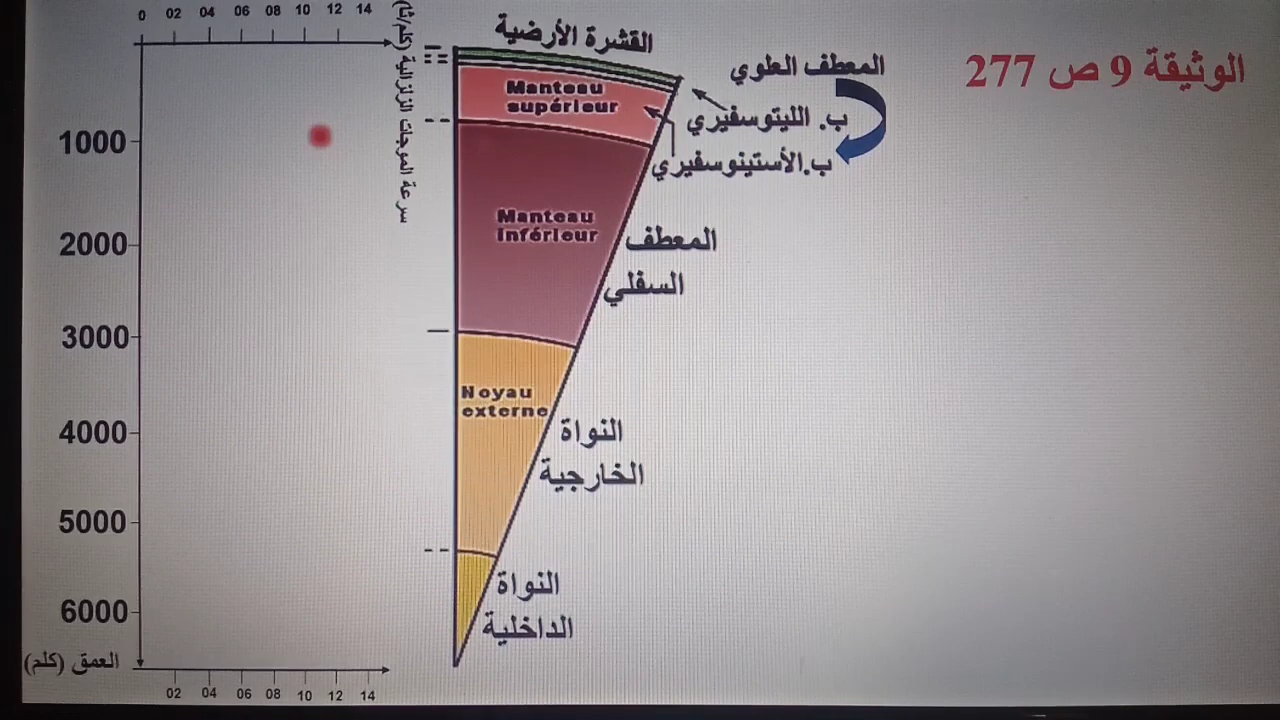 0 02 04 06 08 10 12 14
سرعة الموجات الزلزالية (كلم/ثا)
1000
2000
3000
4000
5000
6000
العمق (كلم)
02 04 06 08 10 12 14
القشرة الأرضية
Manteau
supérieur
المعطف العلوي
ب. الليتوسفيري
ب.الأستينوسفيري
Manteau
inférieur
المعطف
السفلي
Noyau
externe
النواة
الخارجية
النواة
الداخلية
الوثيقة 9 ص 277